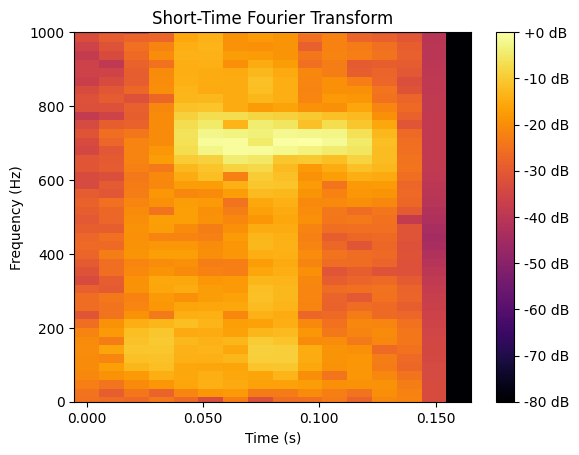 Short-Time Fourier Transform
1000
800
600
400
200
0
Frequency (Hz)
0.000
0.050
0.100
0.150
Time (s)
+0 dB
-10 dB
-20 dB
-30 dB
-40 dB
-50 dB
-60 dB
-70 dB
-80 dB